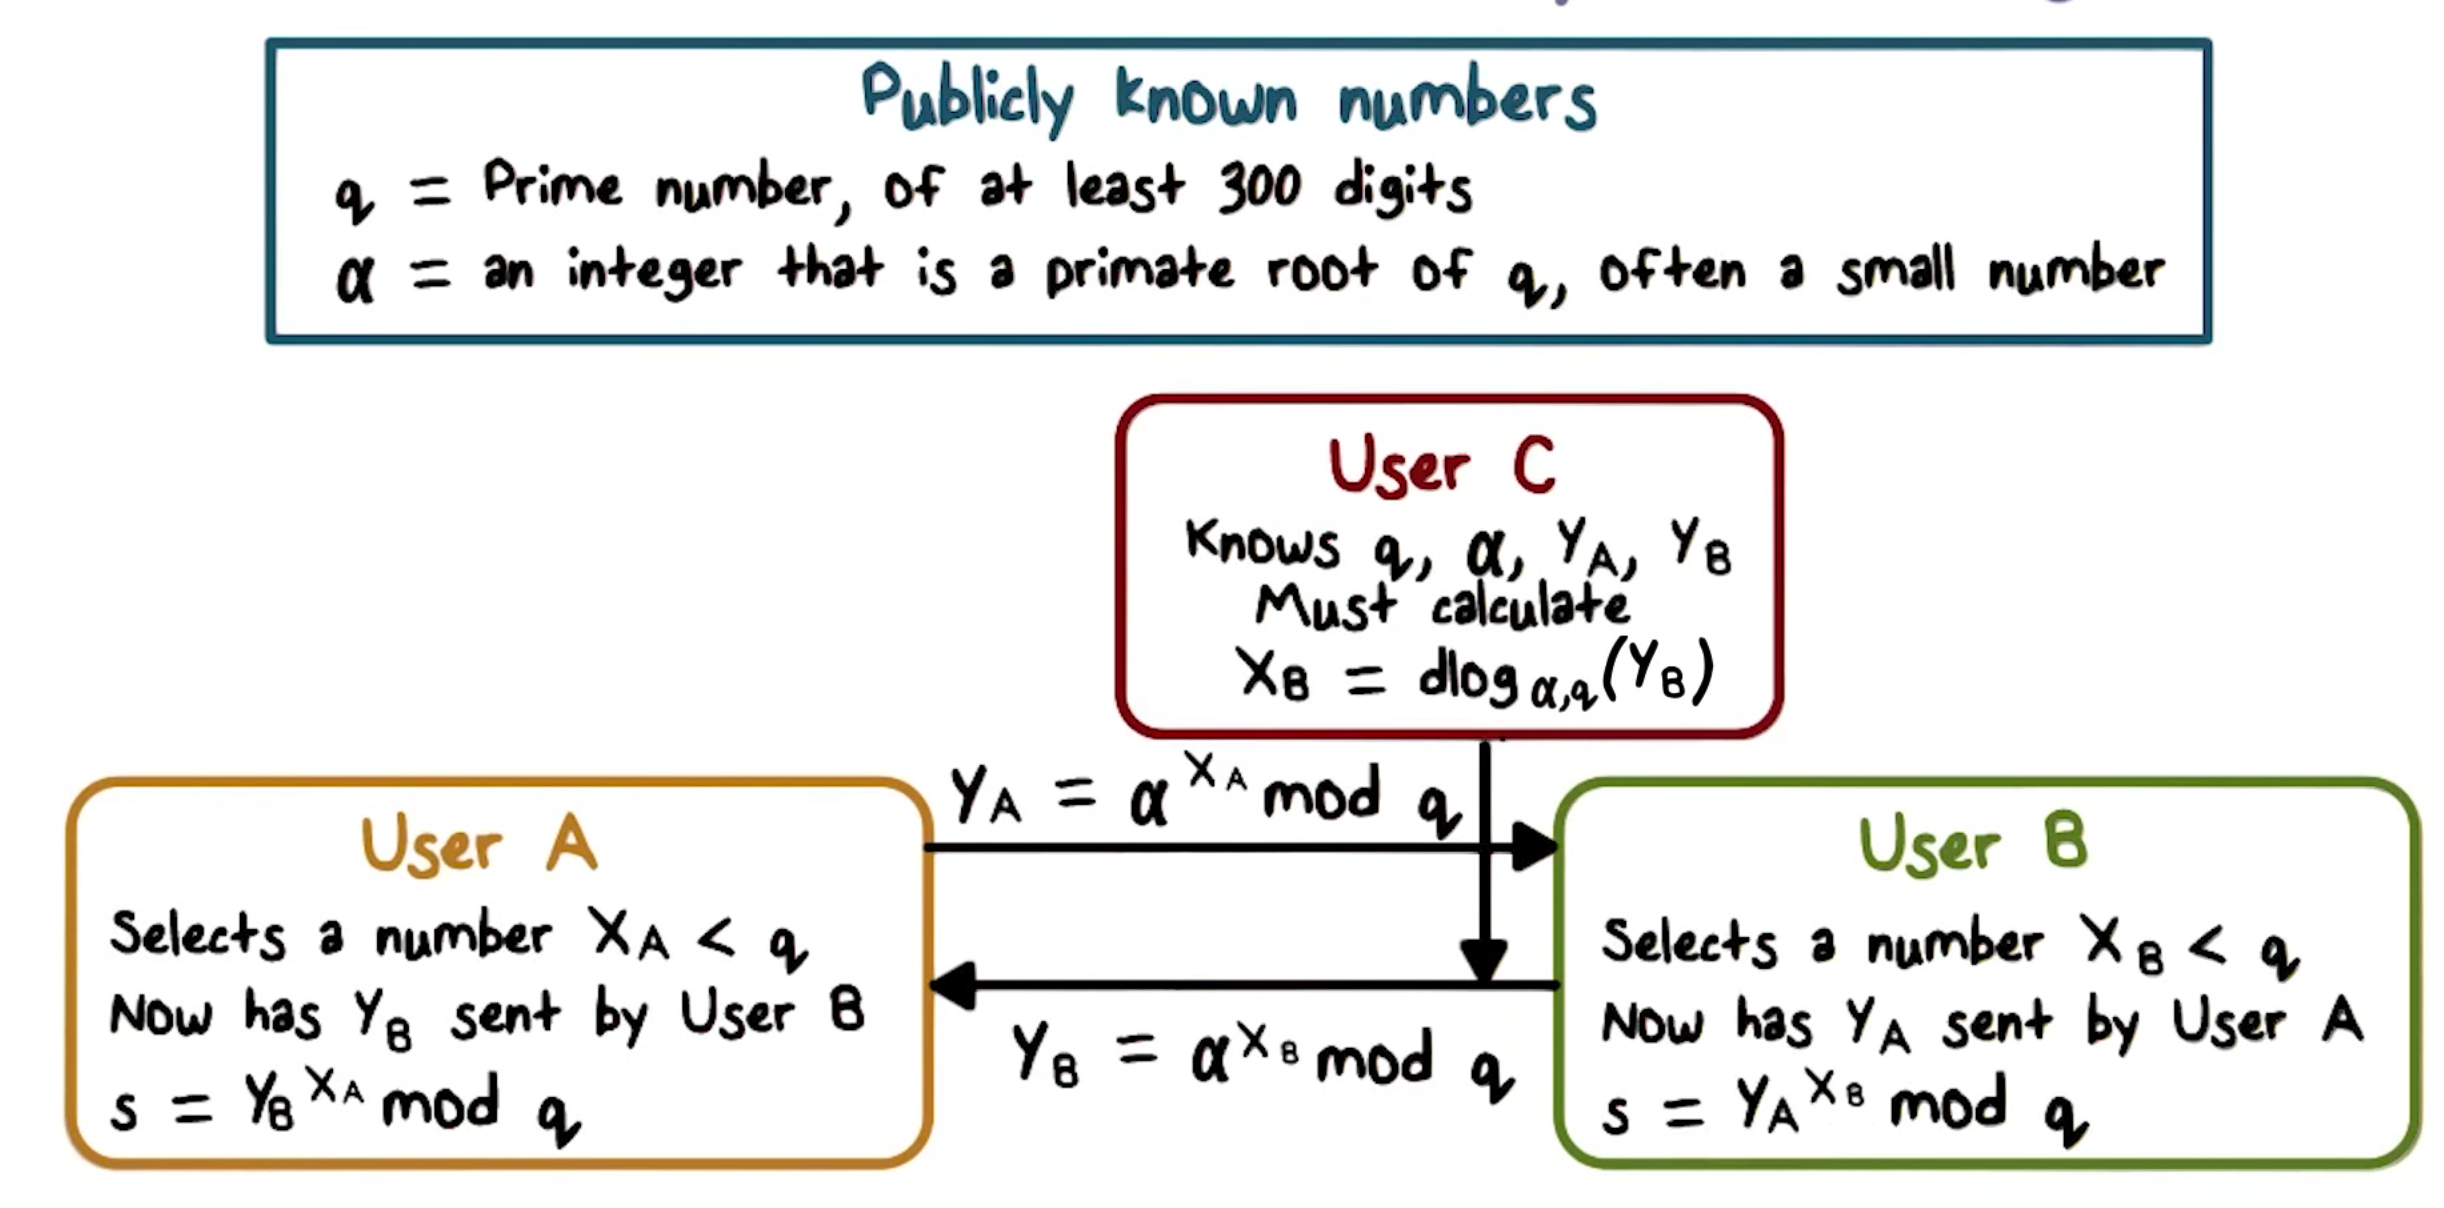 Publicly known numbers
q = Prime number, of at least 300 digits
α = an integer that is a primate root of q, often a small number
User C
Knows q, α, YA, YB
Must calculate
XB = dlog α,q (YB)
YA = α^XA mod q
User A
Selects a number XA < q
Now has YB sent by User B
s = YB^XA mod q
YB = α^XB mod q
User B
Selects a number XB < q
Now has YA sent by User A
s = YA^XB mod q